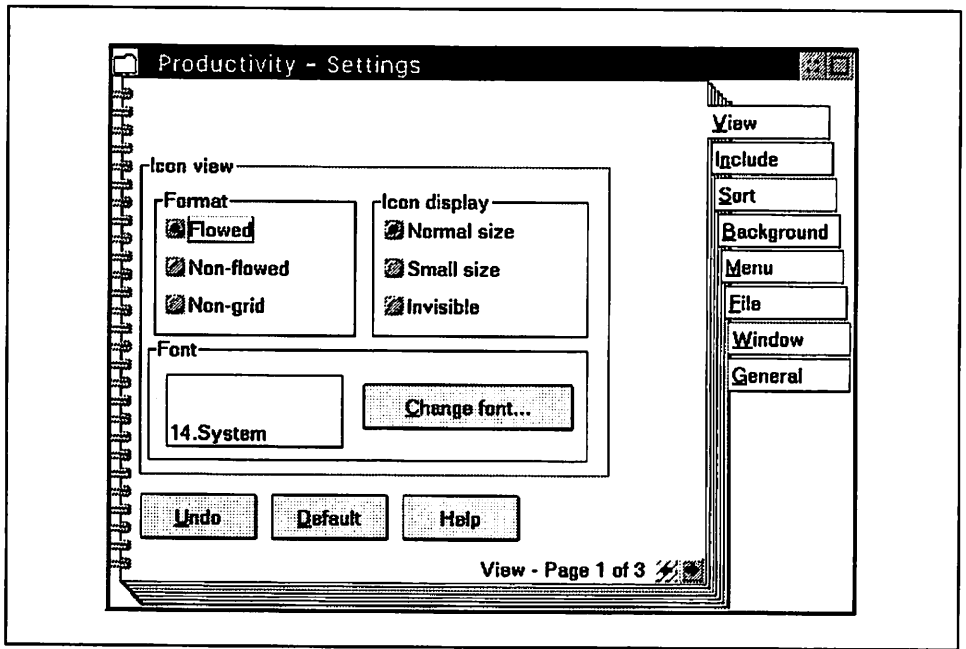 Productivity - Settings
View
Include
Sort
Background
Menu
File
Window
General
Icon view
Format
Flowed
Non-flowed
Non-grid
Icon display
Normal size
Small size
Invisible
Font
14.System
Change font...
Undo
Default
Help
View - Page 1 of 3